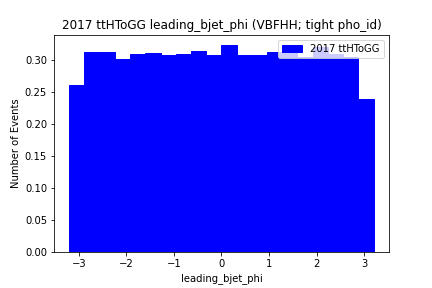 2017 ttHToGG leading_bjet_phi (VBFHH; tight pho_id)
2017 ttHToGG
Number of Events
0.30
0.25
0.20
0.15
0.10
0.05
0.00
−3 −2 −1 0 1 2 3
leading_bjet_phi